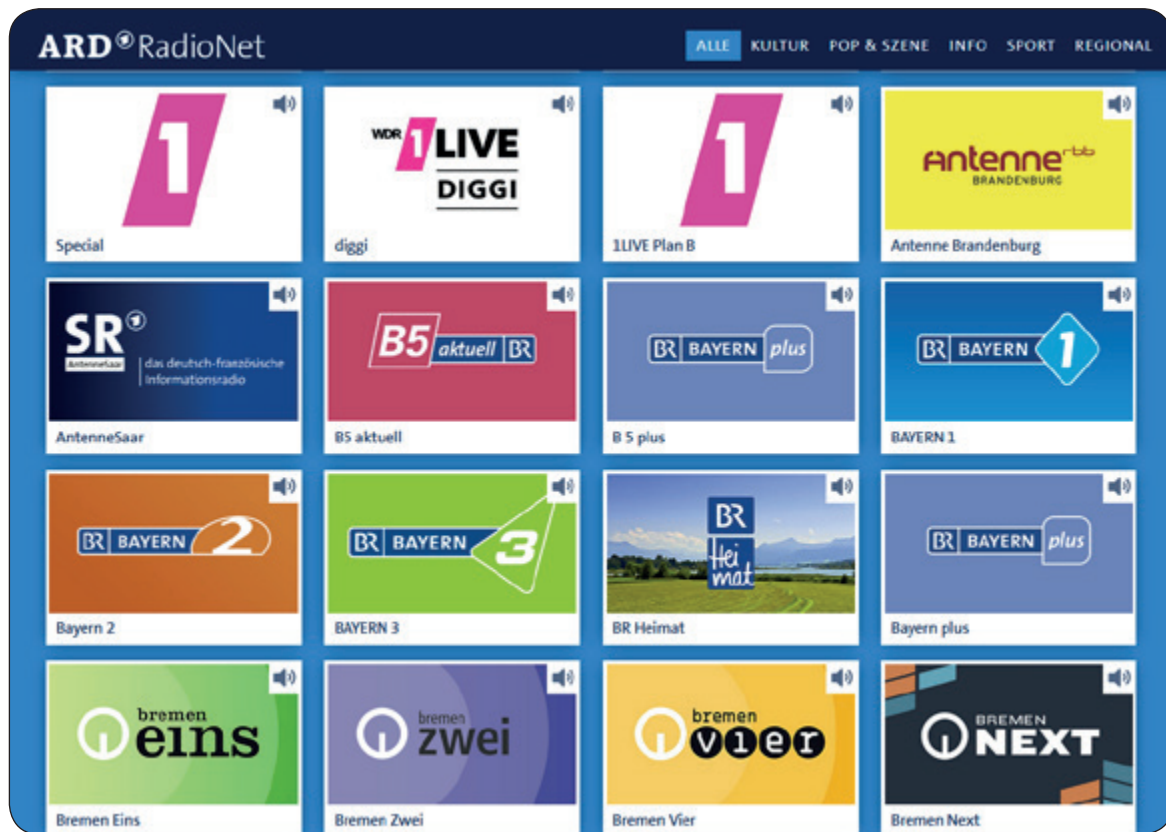 ARD RadioNet
ALLE KULTUR POP & SZENE INFO SPORT REGIONAL
1
Special
WDR 1 LIVE
DIGGI
diggi
1
1LIVE Plan B
Antenne rbb
BRANDENBURG
Antenne Brandenburg
SR
AntenneSaar
das deutsch-französische
Informationsradio
AntenneSaar
B5 aktuell BR
B5 aktuell
BR BAYERN plus
B 5 plus
BR BAYERN 1
BAYERN 1
BR BAYERN 2
Bayern 2
BR BAYERN 3
BAYERN 3
BR
Hei
mat
BR Heimat
BR BAYERN plus
Bayern plus
bremen
eins
Bremen Eins
bremen
zwei
Bremen Zwei
bremen
vier
Bremen Vier
BREMEN
NEXT
Bremen Next